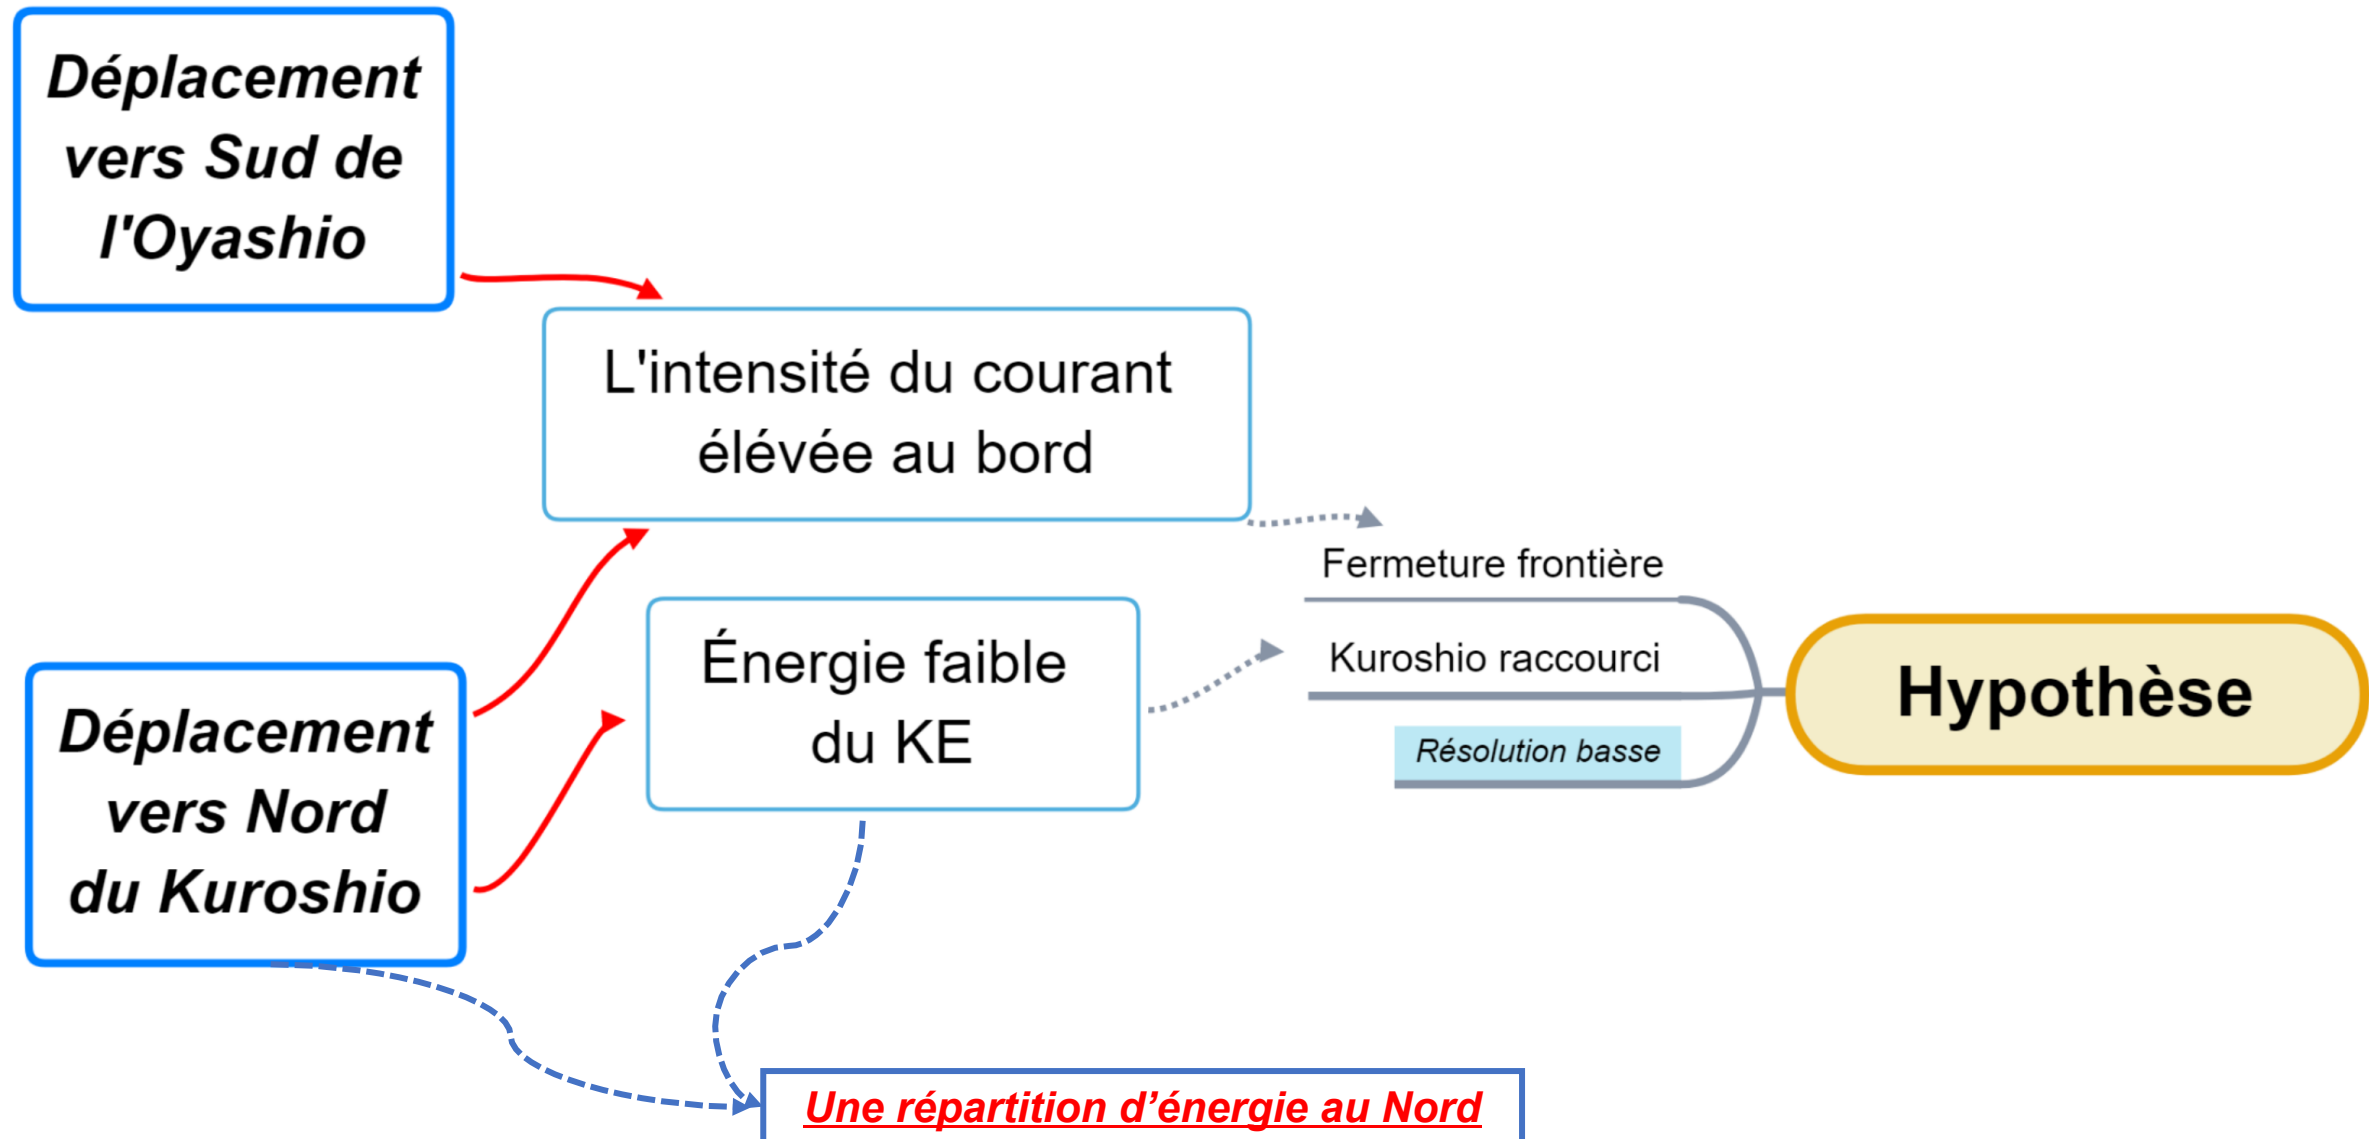 Déplacement
vers Sud de
l'Oyashio
L'intensité du courant
élévée au bord
Fermeture frontière
Kuroshio raccourci
Résolution basse
Hypothèse
Énergie faible
du KE
Déplacement
vers Nord
du Kuroshio
Une répartition d’énergie au Nord